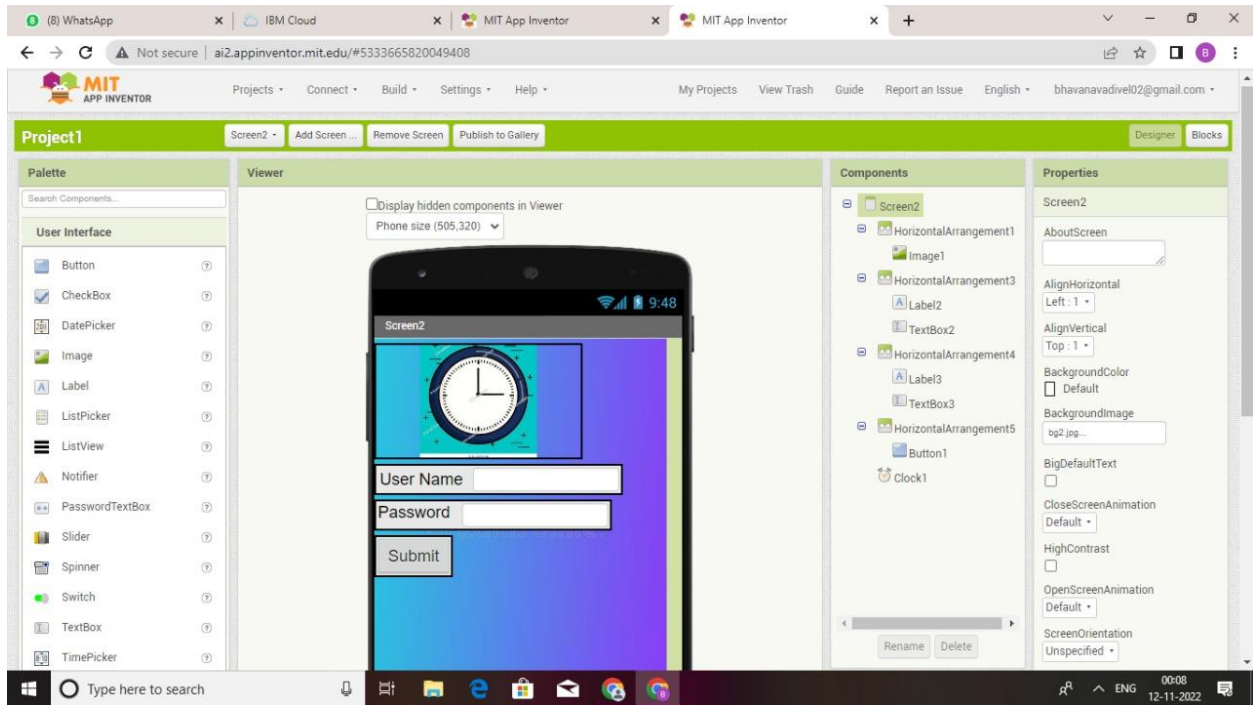 (8) WhatsApp
IBM Cloud
MIT App Inventor
MIT App Inventor
Not secure
ai2.appinventor.mit.edu/#5333665820049408
B
MIT
APP INVENTOR
Projects
Connect
Build
Settings
Help
My Projects
View Trash
Guide
Report an Issue
English
bhavanavadivel02@gmail.com
Project1
Screen2
Add Screen ...
Remove Screen
Publish to Gallery
Designer
Blocks
Palette
Search Components...
User Interface
Button
CheckBox
DatePicker
Image
Label
ListPicker
ListView
Notifier
PasswordTextBox
Slider
Spinner
Switch
TextBox
TimePicker
Viewer
Display hidden components in Viewer
Phone size (505,320)
9:48
Screen2
User Name
Password
Submit
Components
Screen2
HorizontalArrangement1
Image1
HorizontalArrangement3
Label2
TextBox2
HorizontalArrangement4
Label3
TextBox3
HorizontalArrangement5
Button1
Clock1
Rename
Delete
Properties
Screen2
AboutScreen
AlignHorizontal
Left : 1
AlignVertical
Top : 1
BackgroundColor
Default
BackgroundImage
bg2.jpg...
BigDefaultText
CloseScreenAnimation
Default
HighContrast
OpenScreenAnimation
Default
ScreenOrientation
Unspecified
Type here to search
ENG
00:08
12-11-2022